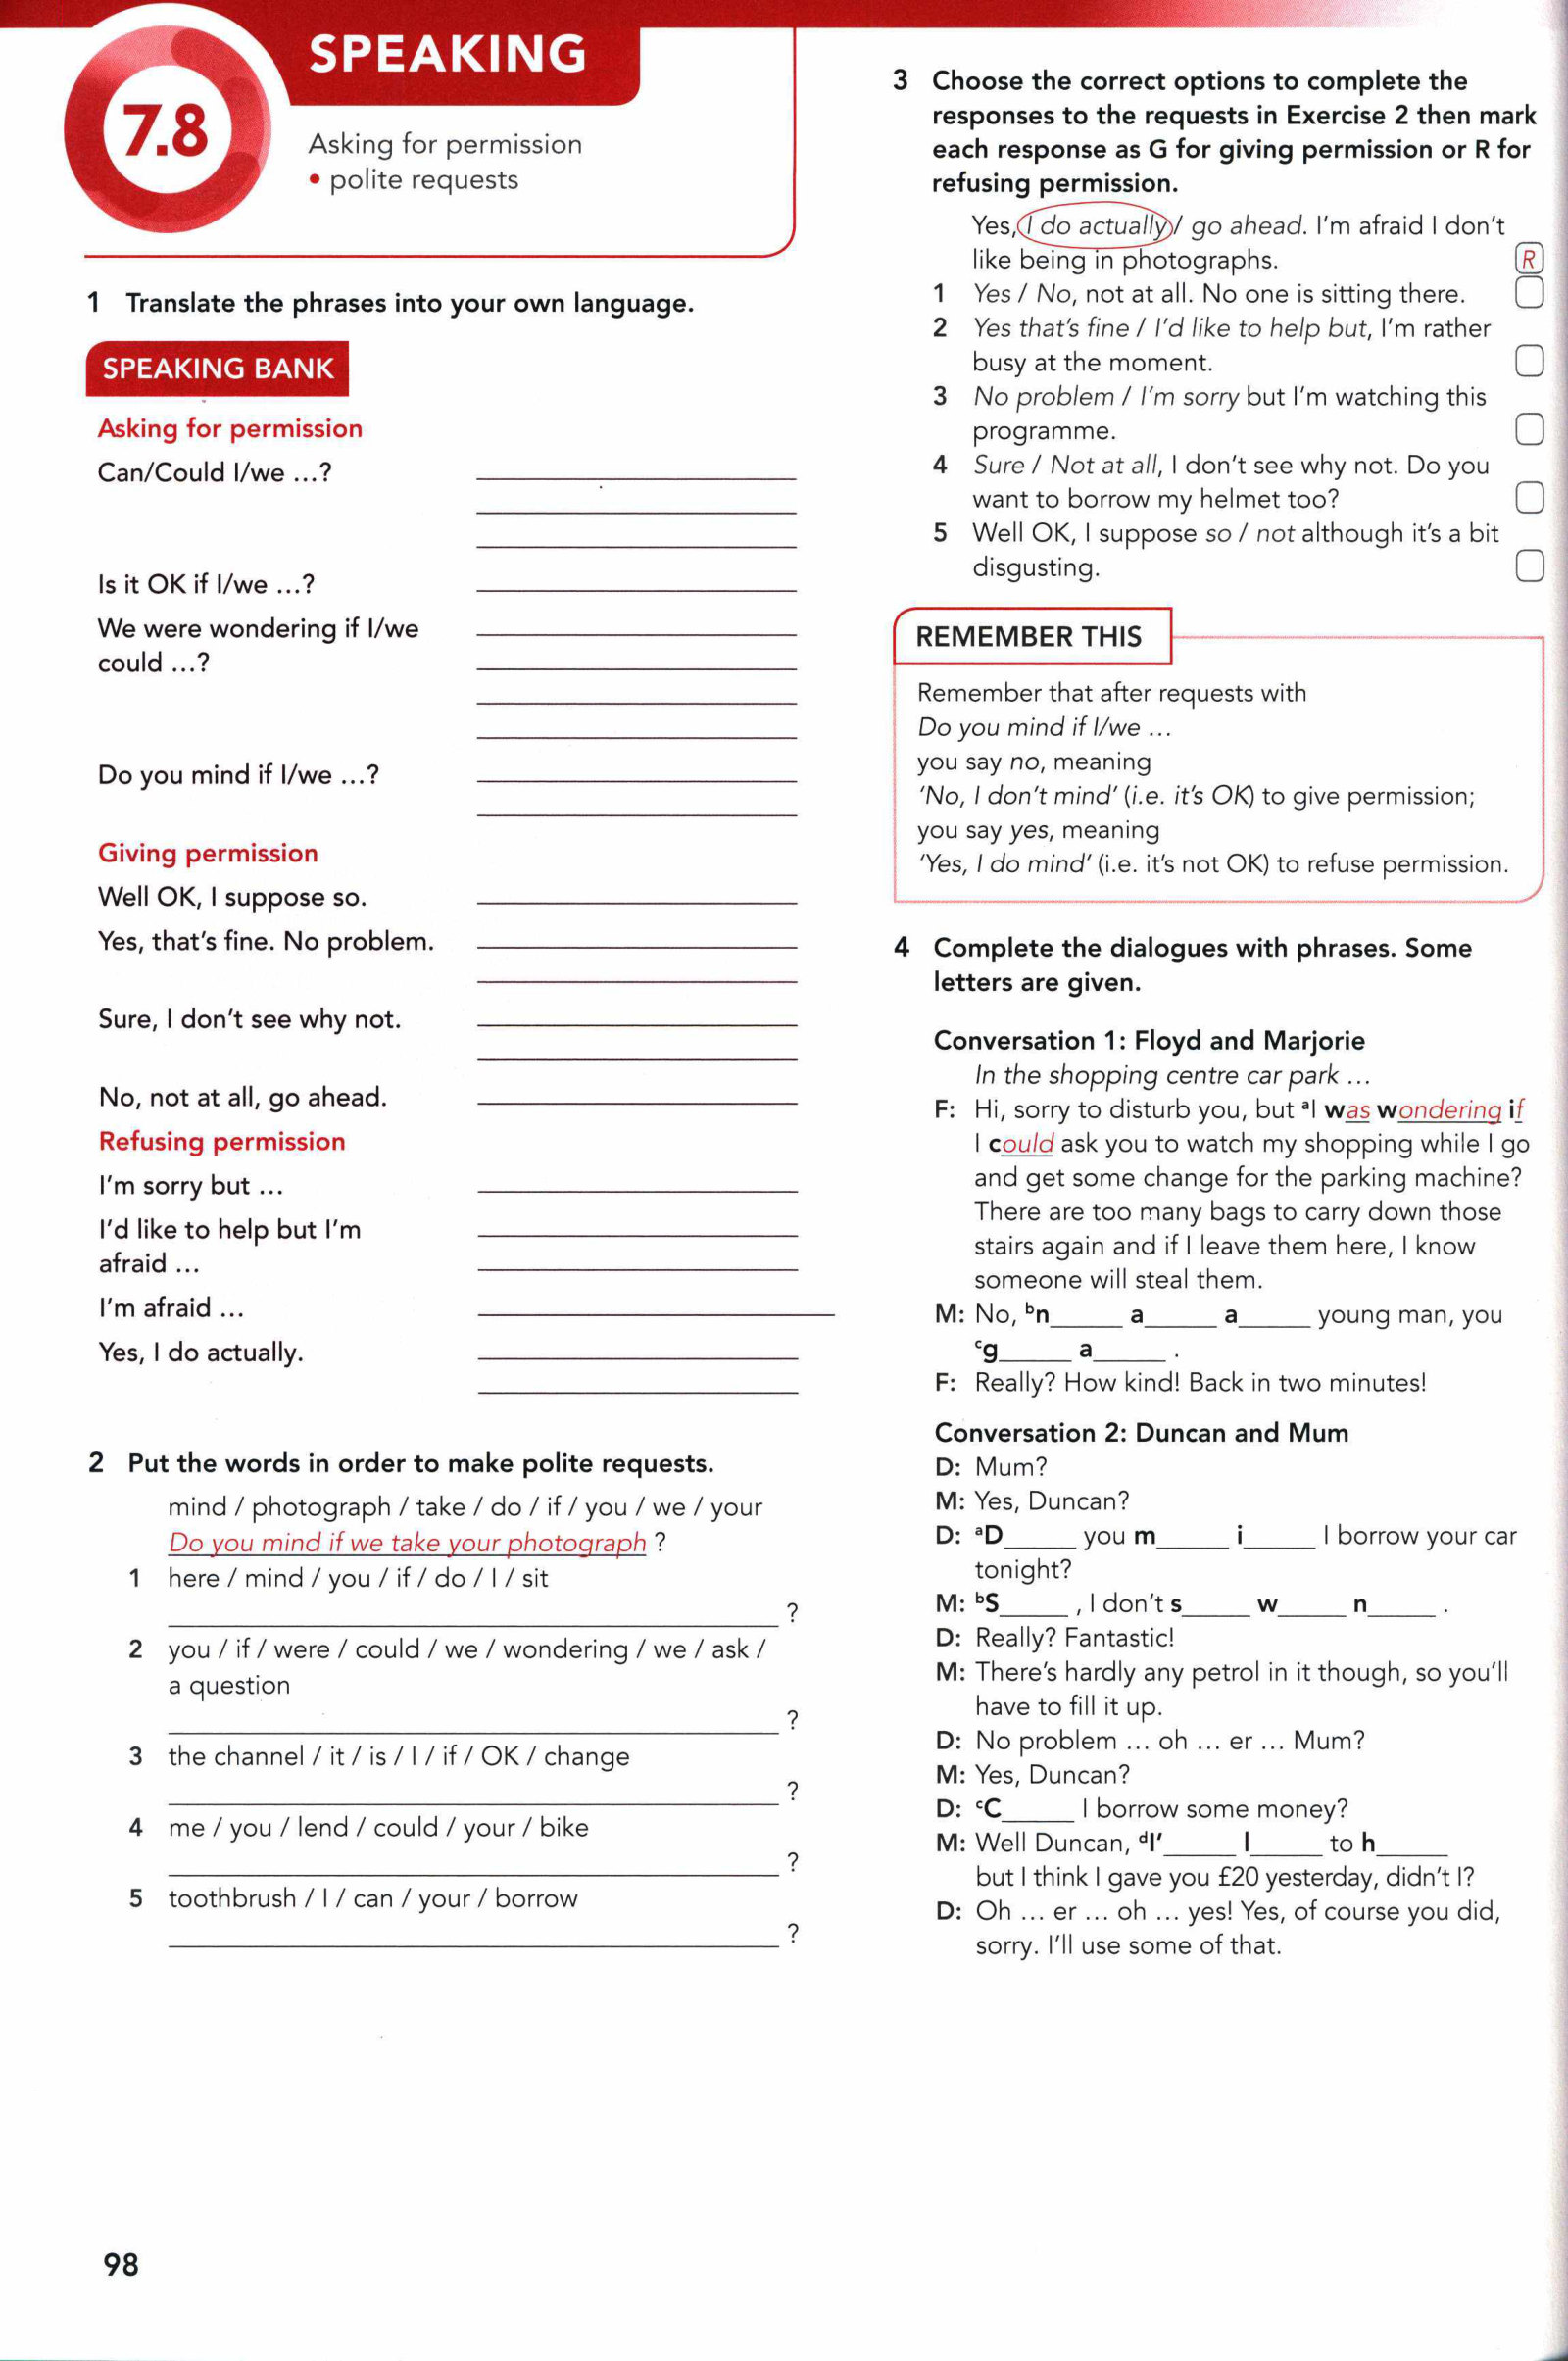 SPEAKING
7.8
Asking for permission
• polite requests
1 Translate the phrases into your own language.
SPEAKING BANK
Asking for permission
Can/Could I/we ...?
Is it OK if I/we ...?
We were wondering if I/we
could ...?
Do you mind if I/we ...?
Giving permission
Well OK, I suppose so.
Yes, that's fine. No problem.
Sure, I don't see why not.
No, not at all, go ahead.
Refusing permission
I'm sorry but ...
I'd like to help but I'm
afraid ...
I'm afraid ...
Yes, I do actually.
2 Put the words in order to make polite requests.
mind / photograph / take / do / if / you / we / your
Do you mind if we take your photograph ?
1 here / mind / you / if / do / I / sit
?
2 you / if / were / could / we / wondering / we / ask /
a question
?
3 the channel / it / is / I / if / OK / change
?
4 me / you / lend / could / your / bike
?
5 toothbrush / I / can / your / borrow
?
98
3 Choose the correct options to complete the
responses to the requests in Exercise 2 then mark
each response as G for giving permission or R for
refusing permission.
Yes, I do actually / go ahead. I'm afraid I don't
like being in photographs. R
1 Yes / No, not at all. No one is sitting there.
2 Yes that's fine / I'd like to help but, I'm rather
busy at the moment.
3 No problem / I'm sorry but I'm watching this
programme.
4 Sure / Not at all, I don't see why not. Do you
want to borrow my helmet too?
5 Well OK, I suppose so / not although it's a bit
disgusting.
REMEMBER THIS
Remember that after requests with
Do you mind if I/we ...
you say no, meaning
'No, I don't mind' (i.e. it's OK) to give permission;
you say yes, meaning
'Yes, I do mind' (i.e. it's not OK) to refuse permission.
4 Complete the dialogues with phrases. Some
letters are given.
Conversation 1: Floyd and Marjorie
In the shopping centre car park ...
F: Hi, sorry to disturb you, but ªI was wondering if
I could ask you to watch my shopping while I go
and get some change for the parking machine?
There are too many bags to carry down those
stairs again and if I leave them here, I know
someone will steal them.
M: No, ᵇn_____ a_____ a_____ young man, you
ᶜg_____ a_____ .
F: Really? How kind! Back in two minutes!
Conversation 2: Duncan and Mum
D: Mum?
M: Yes, Duncan?
D: ªD_____ you m_____ i_____ I borrow your car
tonight?
M: ᵇS_____ , I don't s_____ w_____ n_____ .
D: Really? Fantastic!
M: There's hardly any petrol in it though, so you'll
have to fill it up.
D: No problem ... oh ... er ... Mum?
M: Yes, Duncan?
D: ᶜC_____ I borrow some money?
M: Well Duncan, ᵈI'_____ l_____ to h_____
but I think I gave you £20 yesterday, didn't I?
D: Oh ... er ... oh ... yes! Yes, of course you did,
sorry. I'll use some of that.